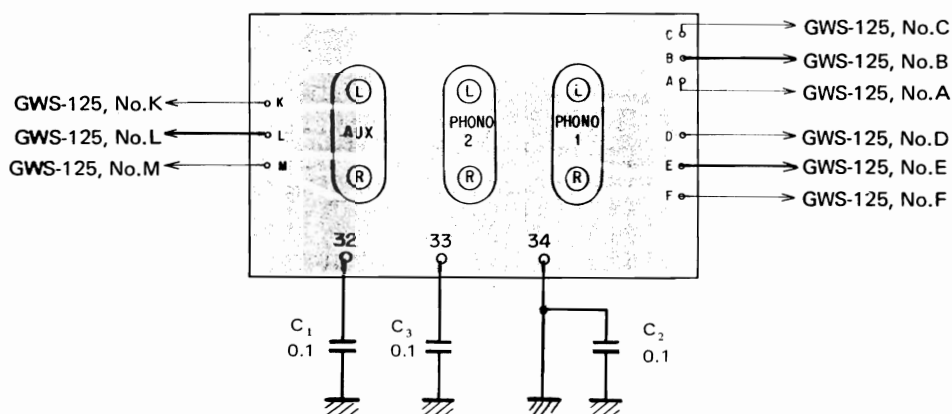 C
GWS-125, No.C
B
GWS-125, No.B
A
GWS-125, No.A
GWS-125, No.K
K
L
L
L
GWS-125, No.L
L
AUX
PHONO
2
PHONO
1
D
GWS-125, No.D
GWS-125, No.M
M
R
R
R
E
GWS-125, No.E
F
GWS-125, No.F
32
33
34
C1
0.1
C3
0.1
C2
0.1